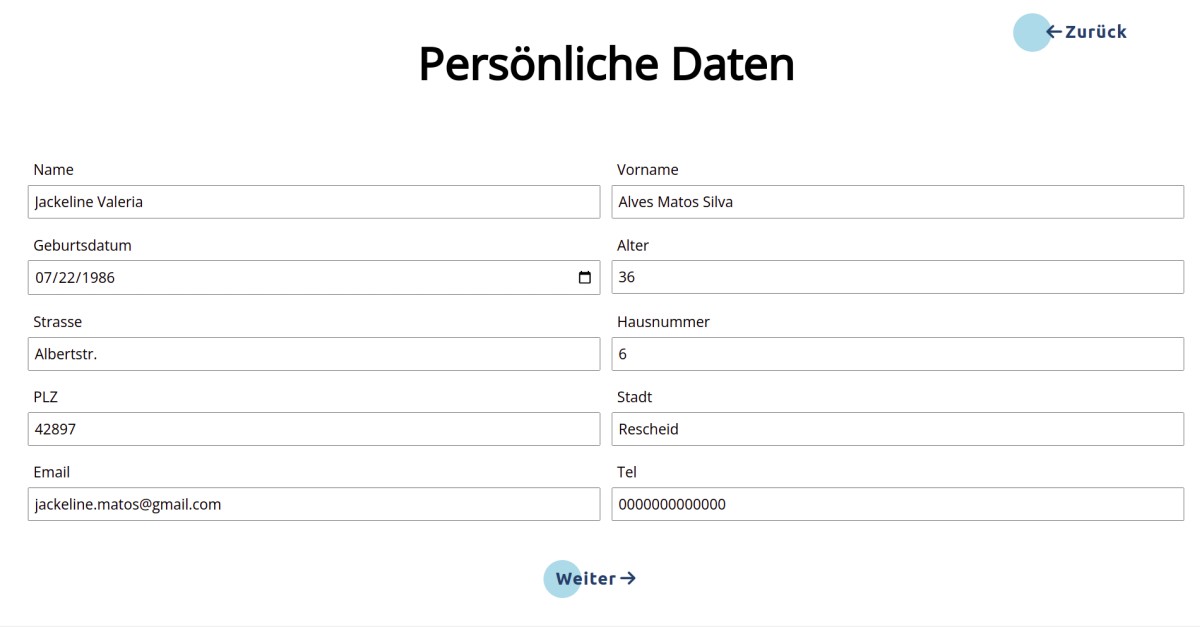 ←Zurück
Persönliche Daten
Name Vorname
Jackeline Valeria Alves Matos Silva
Geburtsdatum Alter
07/22/1986 36
Strasse Hausnummer
Albertstr. 6
PLZ Stadt
42897 Rescheid
Email Tel
jackeline.matos@gmail.com 0000000000000
Weiter→